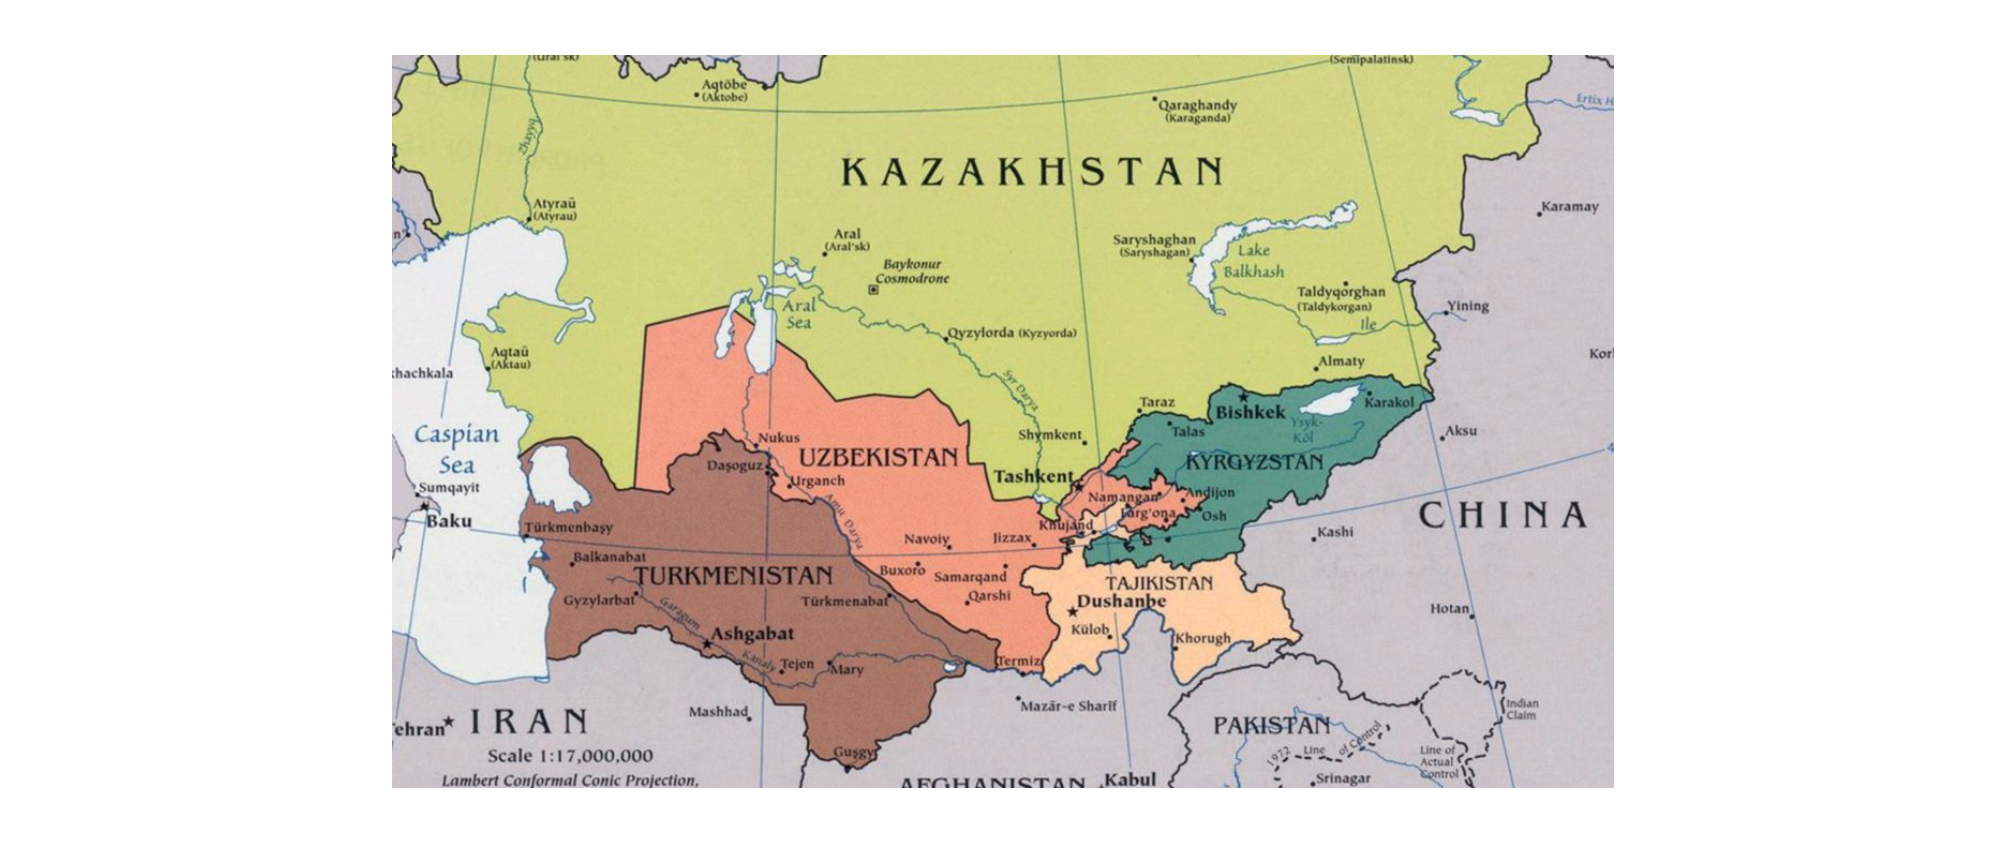 (Ural'sk)
(Semipalatinsk)
Aqtöbe
(Aktobe)
Qaraghandy
(Karaganda)
Ertix H
Zhayyq
KAZAKHSTAN
Karamay
Atyraū
(Atyrau)
n'
Aral
(Aral'sk)
Saryshaghan
(Saryshagan)
Lake
Balkhash
Baykonur
Cosmodrone
Taldyqorghan
(Taldykorgan)
Yining
Aral
Sea
Ile
Qyzylorda (Kyzyorda)
Aqtaū
(Aktau)
Almaty
Kor
khachkala
Syr Darya
Taraz
Bishkek
Karakol
Ysyk-
Köl
Caspian
Sea
Nukus
Shymkent
Talas
Aksu
4
UZBEKISTAN
KYRGYZSTAN
Daşoguz
Urganch
Tashkent
Sumqayit
Namangan
Andijon
Amu Darya
Baku
Türkmenbaşy
Khujand
Farg'ona
Osh
CHINA
Navoiy
Jizzax
Kashi
Balkanabat
TURKMENISTAN
Buxoro
Samarqand
TAJIKISTAN
Gyzylarbat
Garagum
Türkmenabat
Qarshi
Dushanbe
Hotan
Ashgabat
Külob
Khorugh
Kanaly
Tejen
Mary
Termiz
Mashhad
Mazār-e Sharīf
Indian
Claim
Tehran
IRAN
PAKISTAN
1972 Line of Control
Line of
Actual
Control
Scale 1:17,000,000
Guşgy
Lambert Conformal Conic Projection,
AFGHANISTAN
Kabul
Srinagar